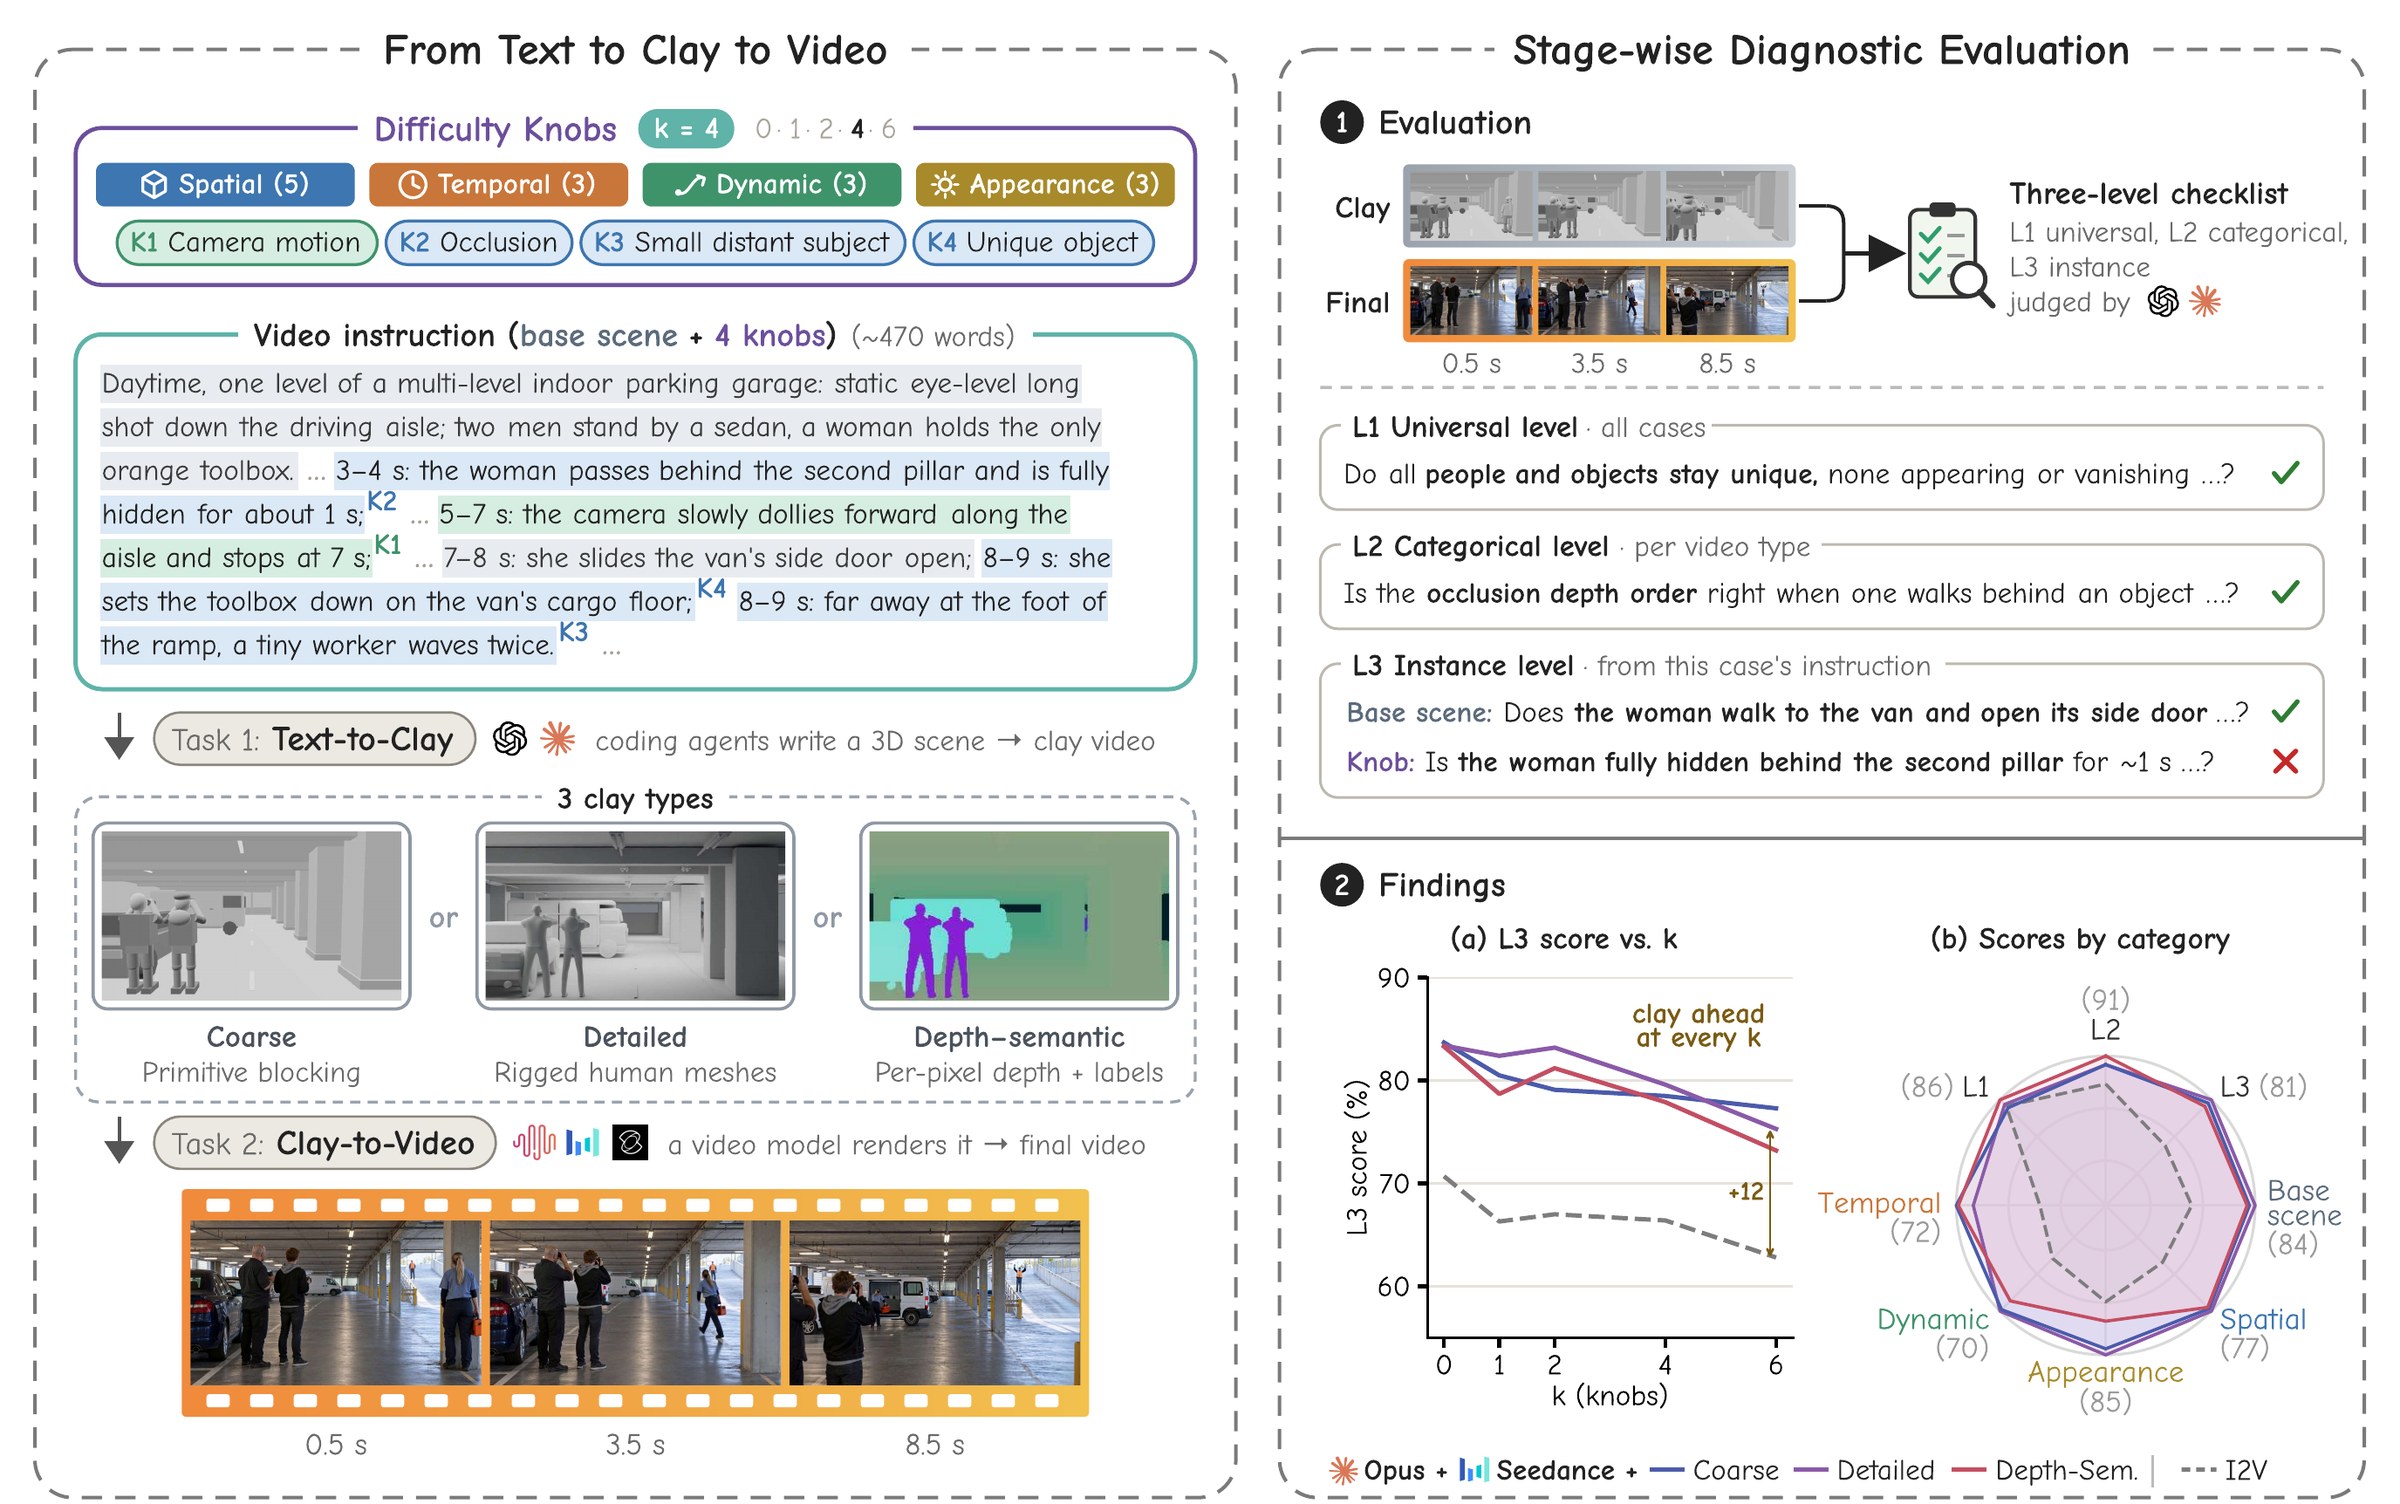 From Text to Clay to Video
Difficulty Knobs k = 4 0 · 1 · 2 · 4 · 6
Spatial (5) Temporal (3) Dynamic (3) Appearance (3)
K1 Camera motion K2 Occlusion K3 Small distant subject K4 Unique object
Video instruction (base scene + 4 knobs) (~470 words)
Daytime, one level of a multi-level indoor parking garage: static eye-level long
shot down the driving aisle; two men stand by a sedan, a woman holds the only
orange toolbox. ... 3–4 s: the woman passes behind the second pillar and is fully
hidden for about 1 s;K2 ... 5–7 s: the camera slowly dollies forward along the
aisle and stops at 7 s;K1 ... 7–8 s: she slides the van's side door open; 8–9 s: she
sets the toolbox down on the van's cargo floor;K4 8–9 s: far away at the foot of
the ramp, a tiny worker waves twice.K3 ...
Task 1: Text-to-Clay coding agents write a 3D scene → clay video
3 clay types
or or
Coarse Detailed Depth-semantic
Primitive blocking Rigged human meshes Per-pixel depth + labels
Task 2: Clay-to-Video a video model renders it → final video
0.5 s 3.5 s 8.5 s
Stage-wise Diagnostic Evaluation
1 Evaluation
Clay
Final
0.5 s 3.5 s 8.5 s
Three-level checklist
L1 universal, L2 categorical,
L3 instance
judged by
L1 Universal level · all cases
Do all people and objects stay unique, none appearing or vanishing ...?
L2 Categorical level · per video type
Is the occlusion depth order right when one walks behind an object ...?
L3 Instance level · from this case's instruction
Base scene: Does the woman walk to the van and open its side door ...?
Knob: Is the woman fully hidden behind the second pillar for ~1 s ...?
2 Findings
(a) L3 score vs. k
90
80
70
60
L3 score (%)
clay ahead
at every k
+12
0 1 2 4 6
k (knobs)
(b) Scores by category
(91)
L2
(86) L1
L3 (81)
Temporal
(72)
Base
scene
(84)
Dynamic
(70)
Spatial
(77)
Appearance
(85)
Opus + Seedance + Coarse Detailed Depth-Sem. I2V